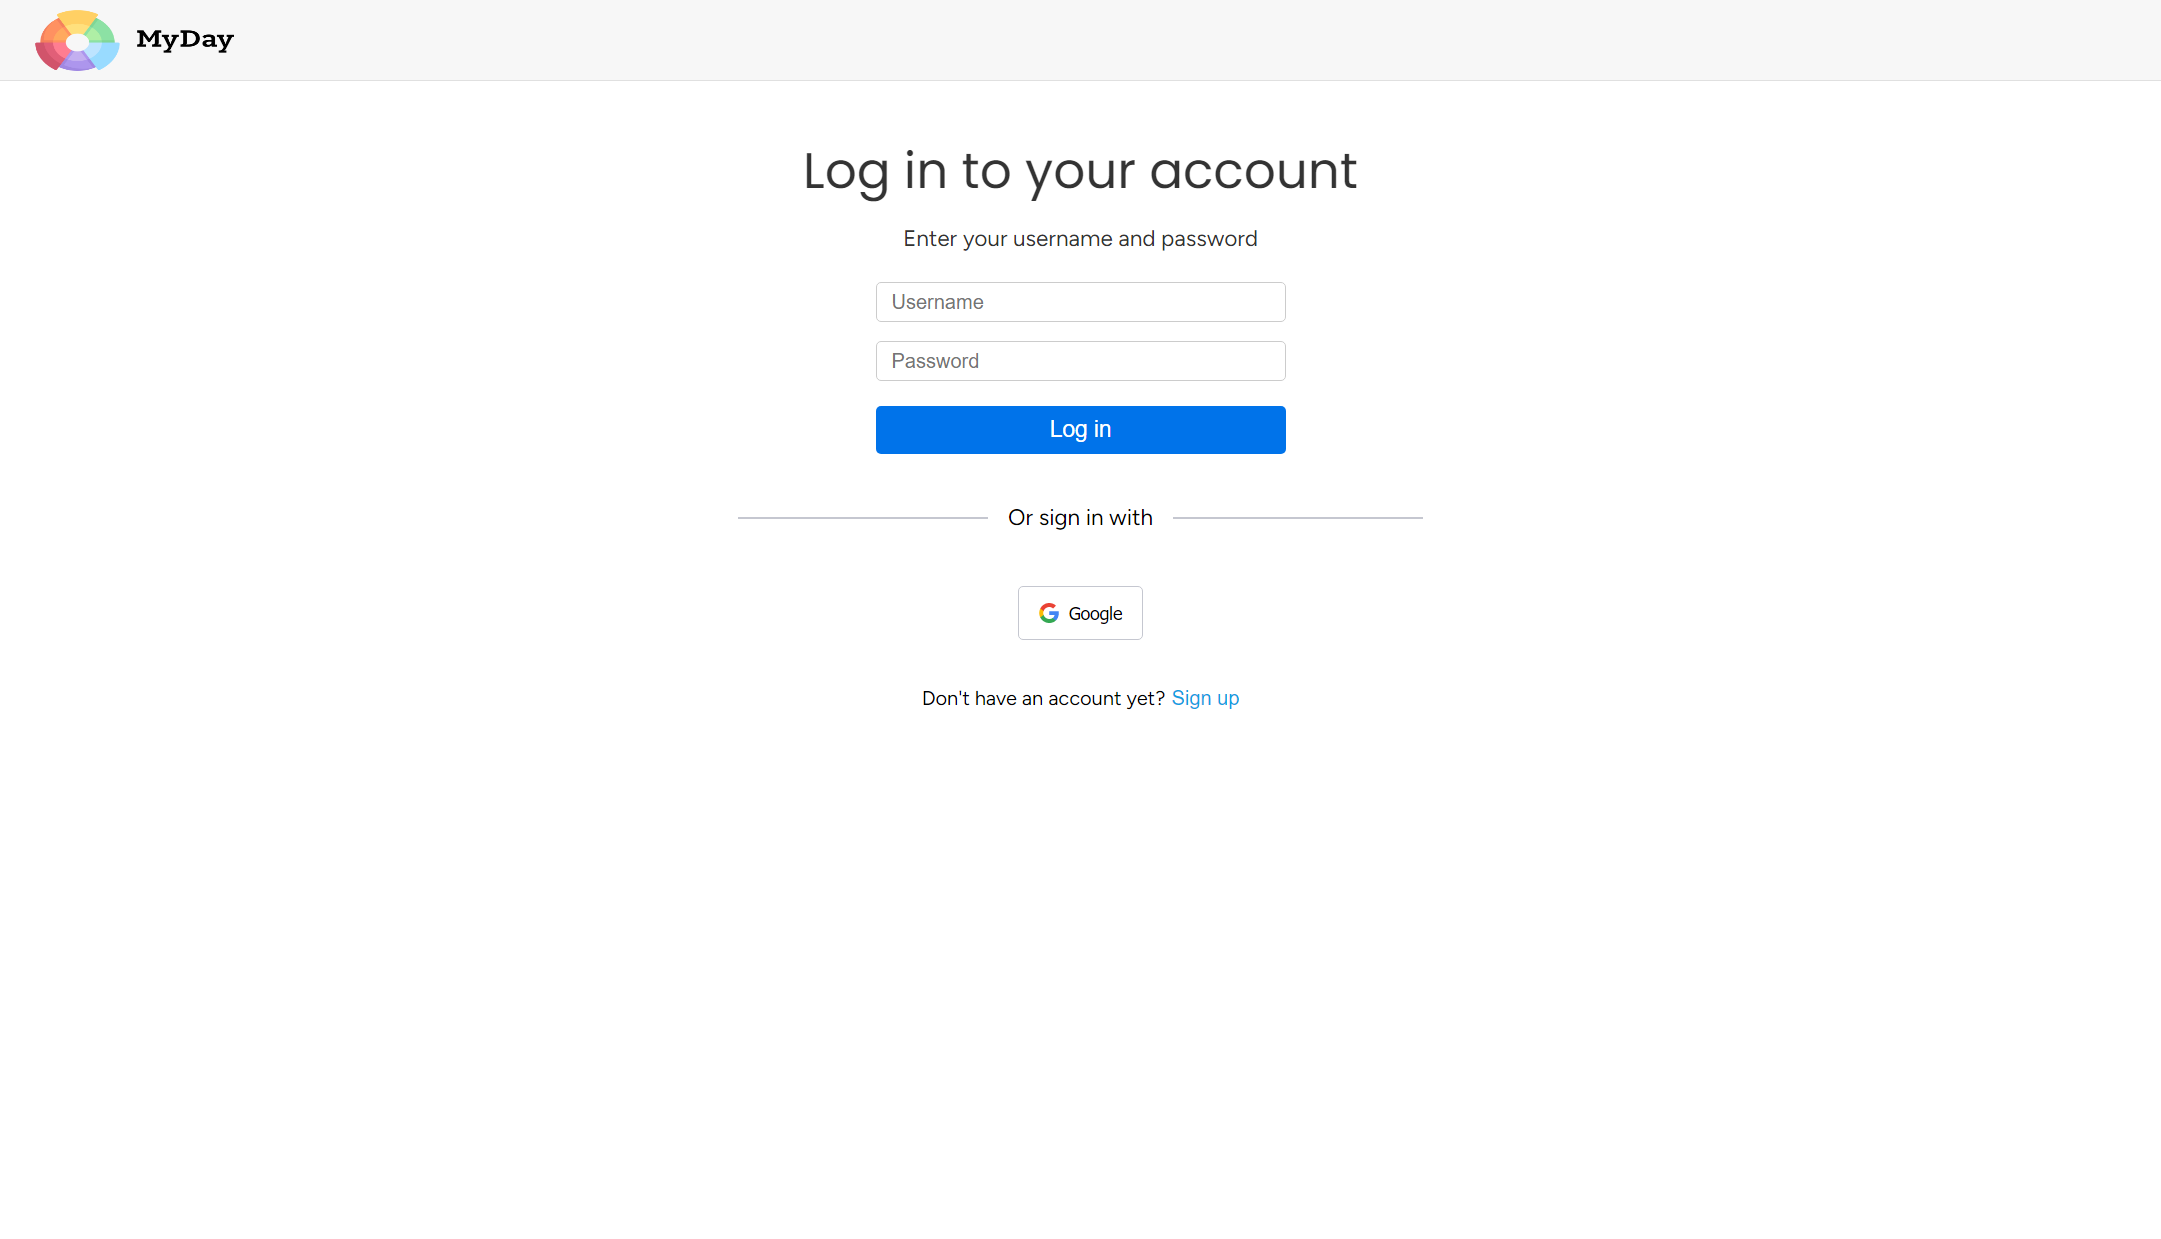 MyDay
Log in to your account
Enter your username and password
Username
Password
Log in
Or sign in with
Google
Don't have an account yet? Sign up